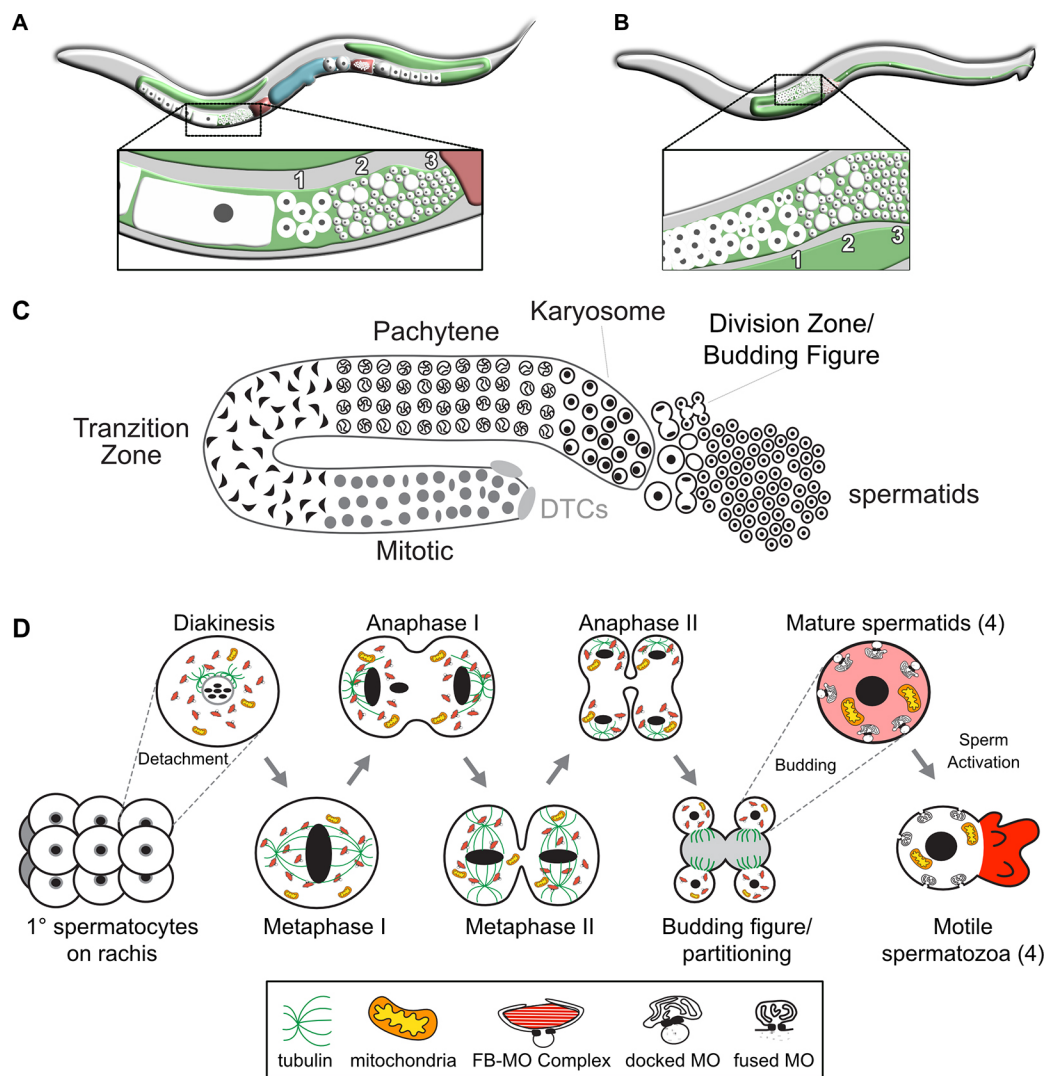 A
B
1
2
3
1
2
3
C
Pachytene
Karyosome
Division Zone/
Budding Figure
Tranzition
Zone
DTCs
Mitotic
spermatids
D
Diakinesis
Anaphase I
Anaphase II
Mature spermatids (4)
Detachment
Budding
Sperm
Activation
1° spermatocytes
on rachis
Metaphase I
Metaphase II
Budding figure/
partitioning
Motile
spermatozoa (4)
tubulin
mitochondria
FB-MO Complex
docked MO
fused MO